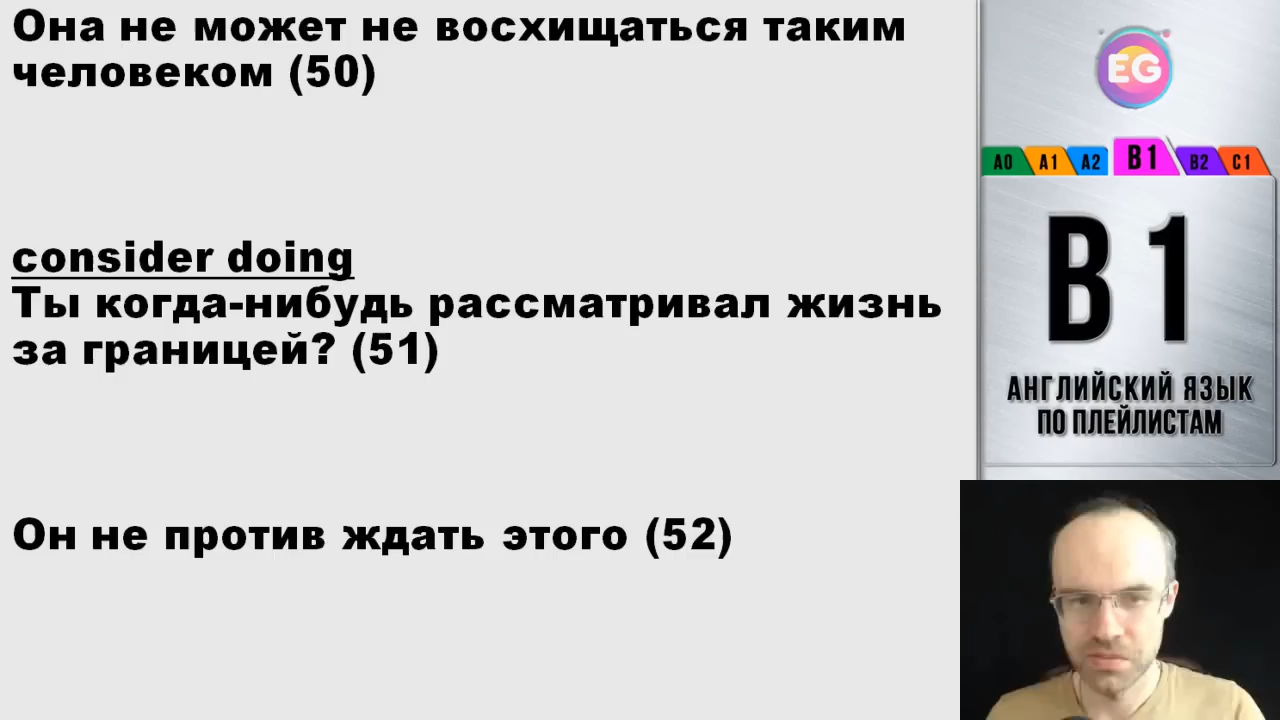 Она не может не восхищаться таким
человеком (50)
consider doing
Ты когда-нибудь рассматривал жизнь
за границей? (51)
Он не против ждать этого (52)
EG
A0 A1 A2 B1 B2 C1
B1
АНГЛИЙСКИЙ ЯЗЫК
ПО ПЛЕЙЛИСТАМ